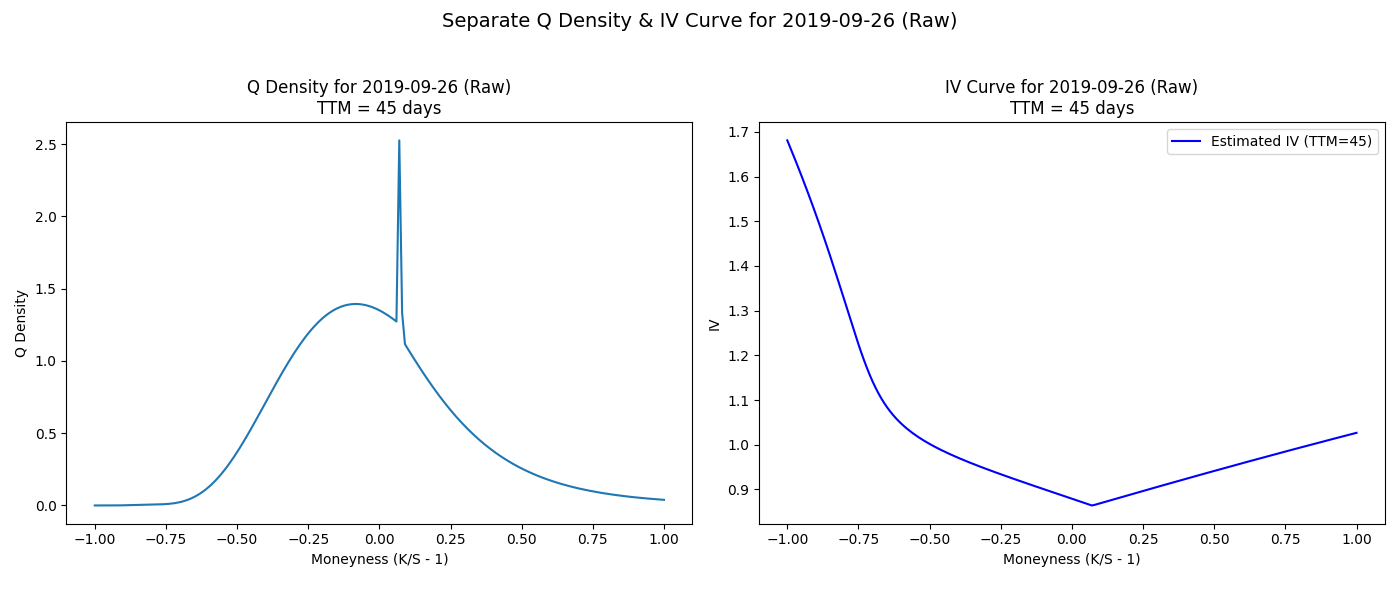 Separate Q Density & IV Curve for 2019-09-26 (Raw)
Q Density for 2019-09-26 (Raw)
TTM = 45 days
2.5
2.0
1.5
1.0
0.5
0.0
Q Density
−1.00 −0.75 −0.50 −0.25 0.00 0.25 0.50 0.75 1.00
Moneyness (K/S - 1)
IV Curve for 2019-09-26 (Raw)
TTM = 45 days
Estimated IV (TTM=45)
1.7
1.6
1.5
1.4
1.3
1.2
1.1
1.0
0.9
IV
−1.00 −0.75 −0.50 −0.25 0.00 0.25 0.50 0.75 1.00
Moneyness (K/S - 1)